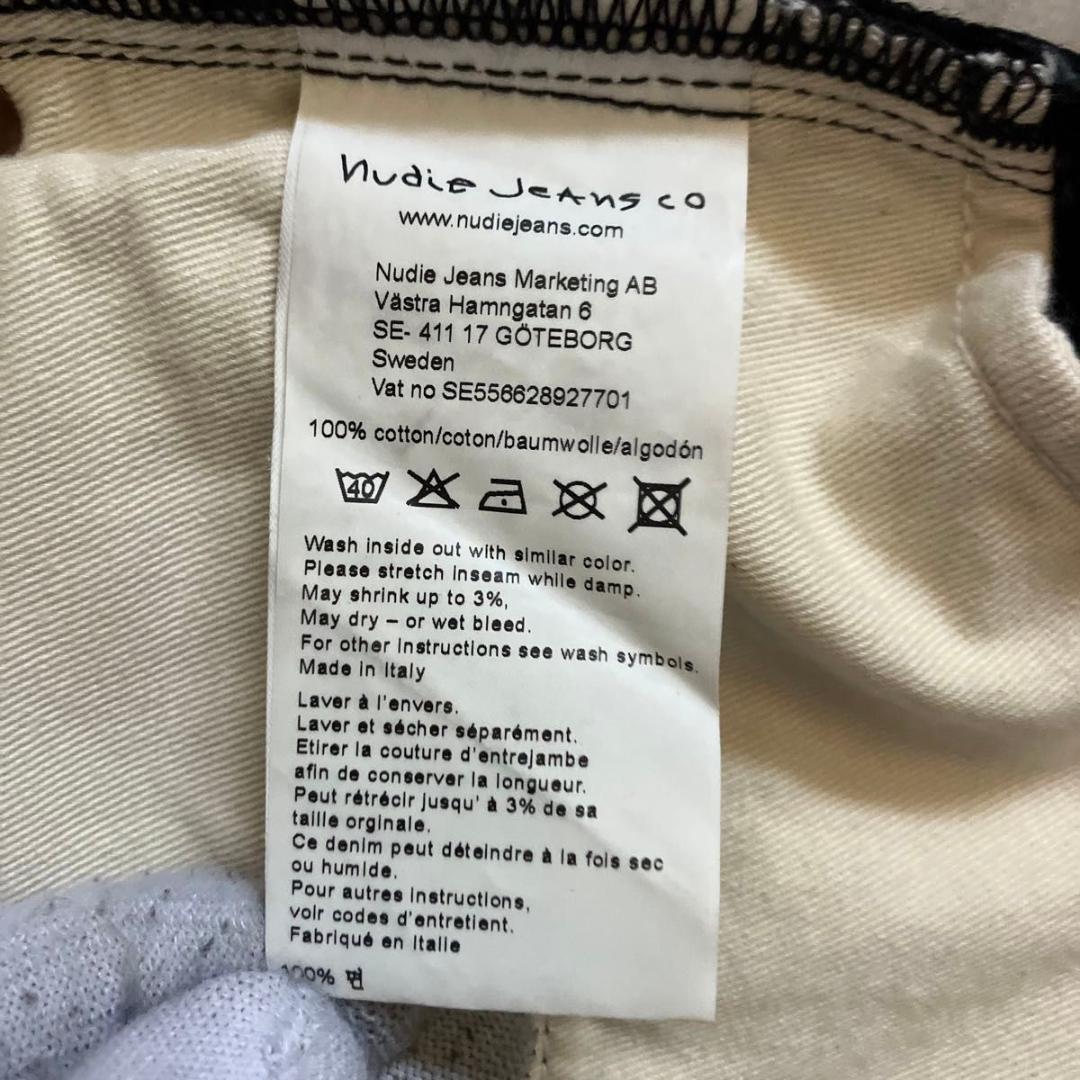 Nudie Jeans co
www.nudiejeans.com
Nudie Jeans Marketing AB
Västra Hamngatan 6
SE- 411 17 GÖTEBORG
Sweden
Vat no SE556628927701
100% cotton/coton/baumwolle/algodón
40
Wash inside out with similar color.
Please stretch inseam while damp.
May shrink up to 3%,
May dry – or wet bleed.
For other instructions see wash symbols.
Made in Italy
Laver à l'envers.
Laver et sécher séparément.
Etirer la couture d'entrejambe
afin de conserver la longueur.
Peut rétrécir jusqu' à 3% de sa
taille orginale.
Ce denim peut déteindre à la fois sec
ou humide.
Pour autres instructions,
voir codes d'entretient.
Fabriqué en Italie
100% 면